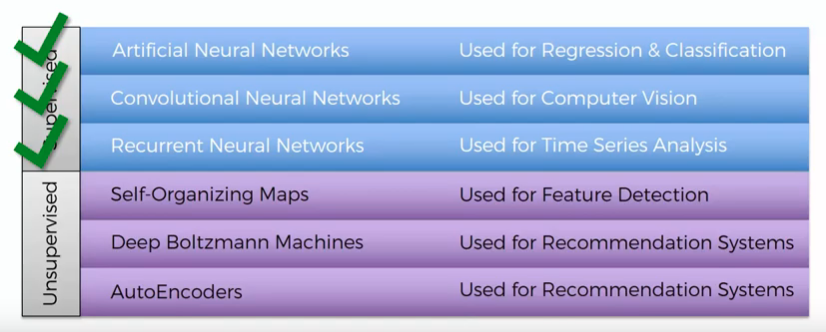 Supervised
Artificial Neural Networks Used for Regression & Classification
Convolutional Neural Networks Used for Computer Vision
Recurrent Neural Networks Used for Time Series Analysis
Unsupervised
Self-Organizing Maps Used for Feature Detection
Deep Boltzmann Machines Used for Recommendation Systems
AutoEncoders Used for Recommendation Systems